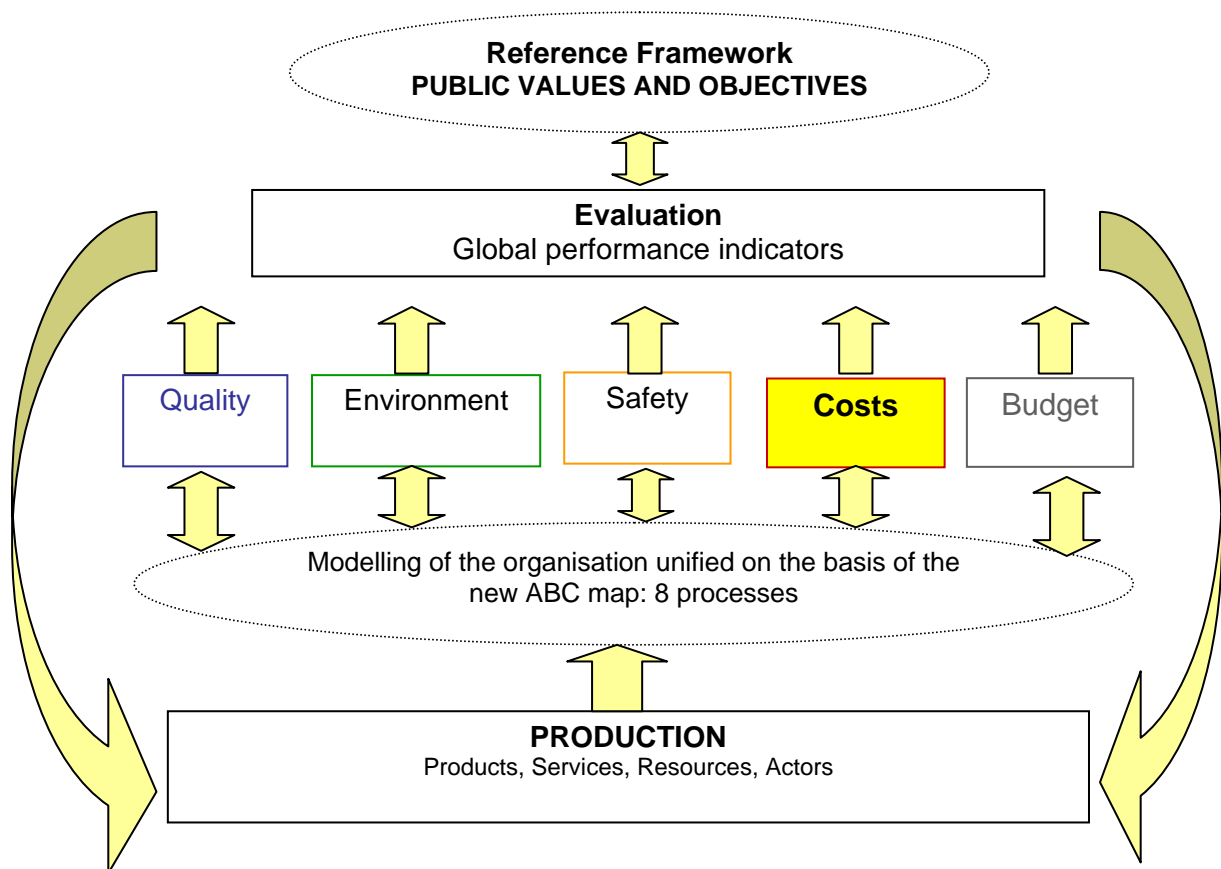 Reference Framework
PUBLIC VALUES AND OBJECTIVES
Evaluation
Global performance indicators
Quality
Environment
Safety
Costs
Budget
Modelling of the organisation unified on the basis of the
new ABC map: 8 processes
PRODUCTION
Products, Services, Resources, Actors